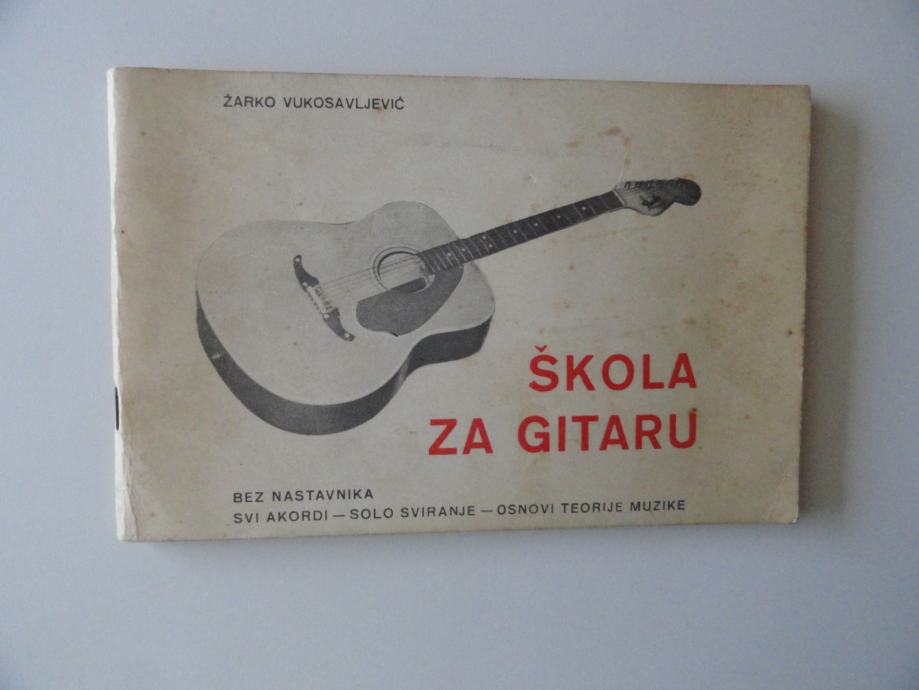 ŽARKO VUKOSAVLJEVIĆ
ŠKOLA
ZA GITARU
BEZ NASTAVNIKA
SVI AKORDI — SOLO SVIRANJE — OSNOVI TEORIJE MUZIKE